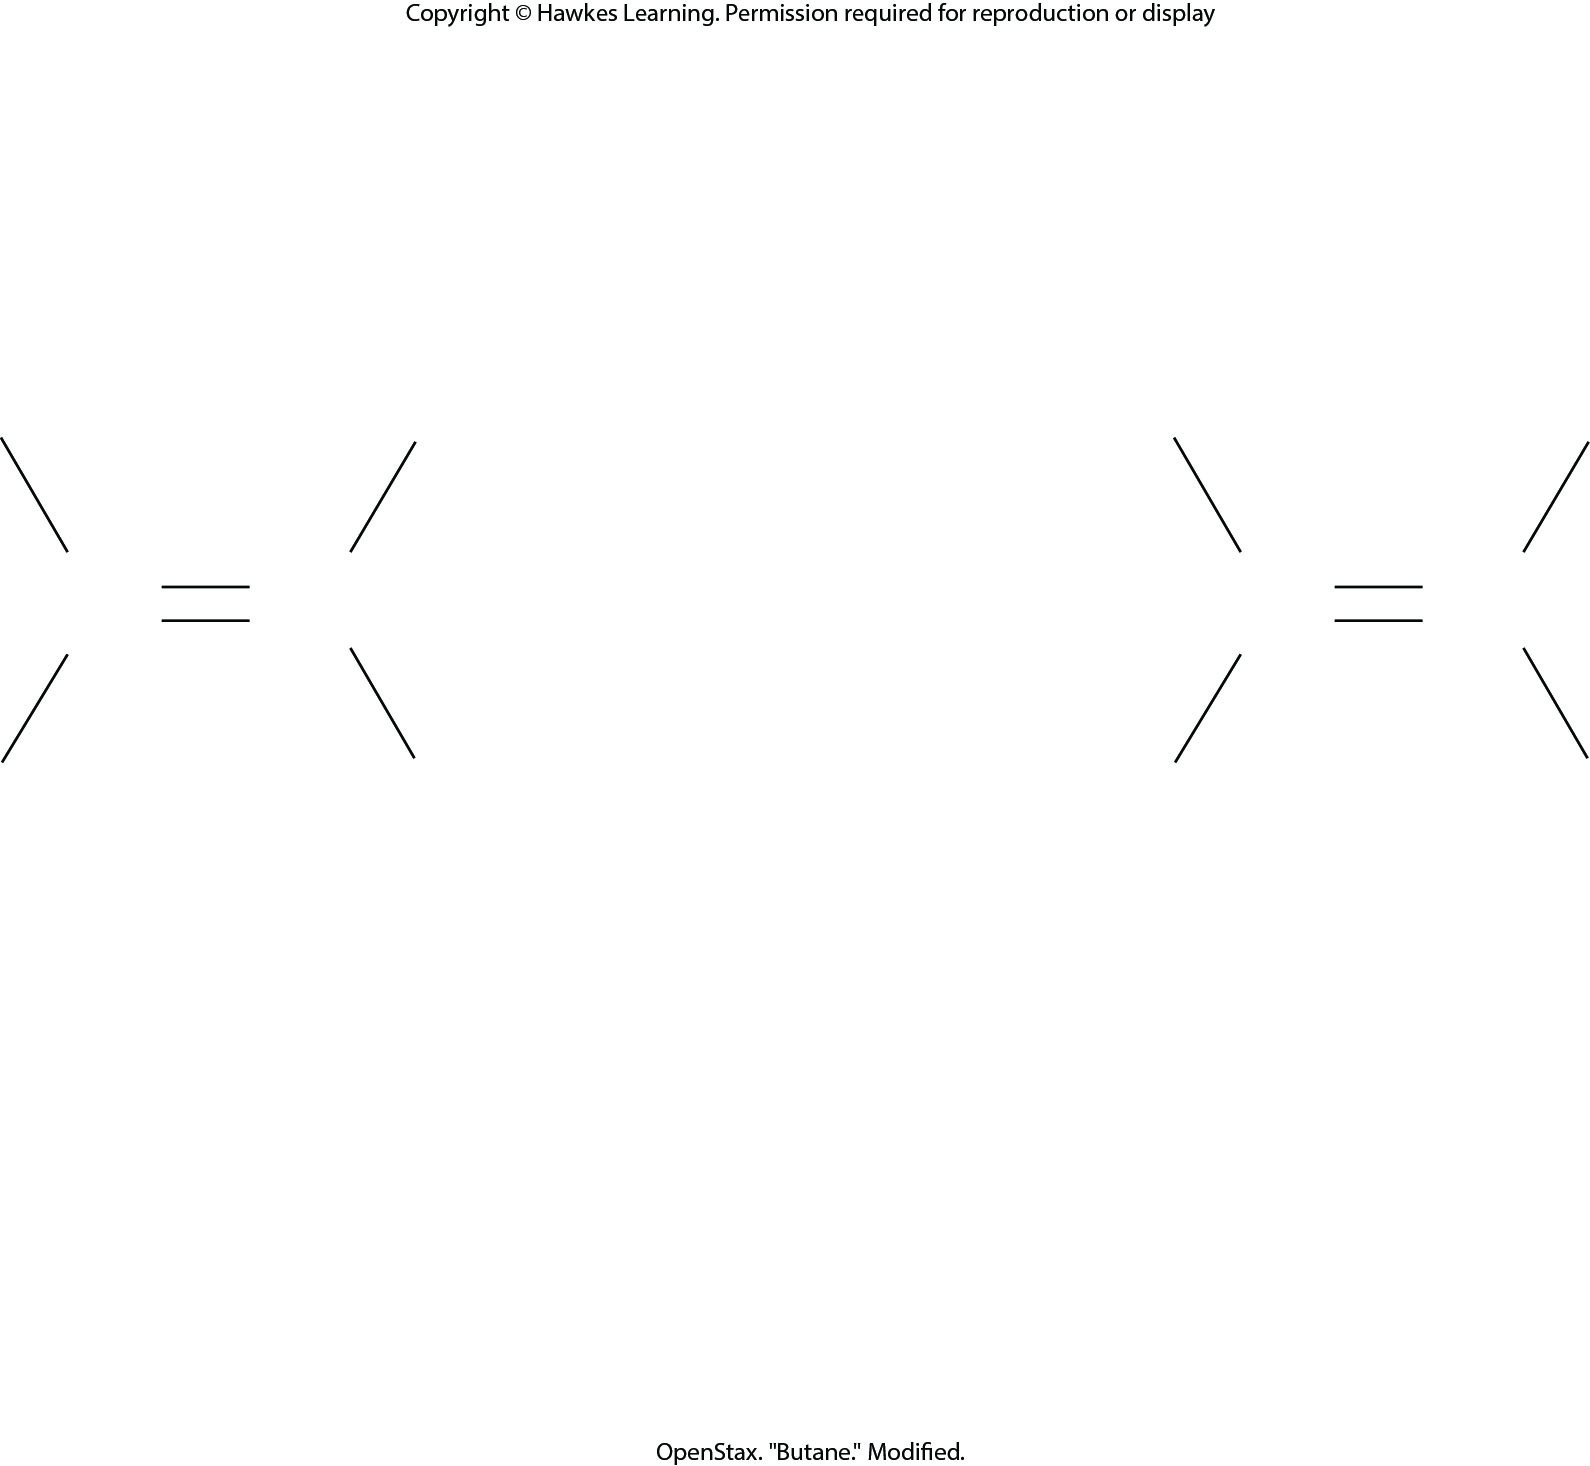 Copyright © Hawkes Learning. Permission required for reproduction or display
OpenStax. "Butane." Modified.